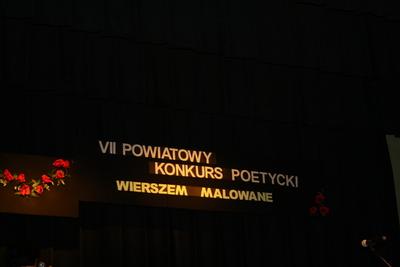 VII POWIATOWY
KONKURS POETYCKI
WIERSZEM MALOWANE